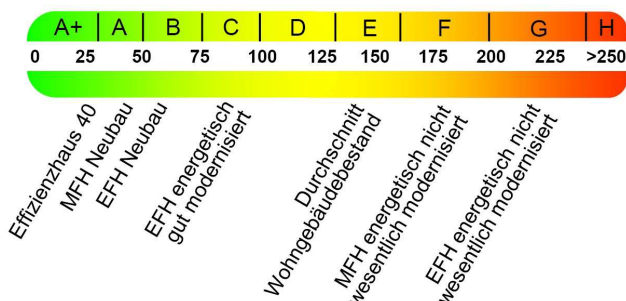 A+ A B C D E F G H
0 25 50 75 100 125 150 175 200 225 >250
Effizienzhaus 40
MFH Neubau
EFH Neubau
EFH energetisch
gut modernisiert
Durchschnitt
Wohngebäudebestand
MFH energetisch nicht
wesentlich modernisiert
EFH energetisch nicht
wesentlich modernisiert